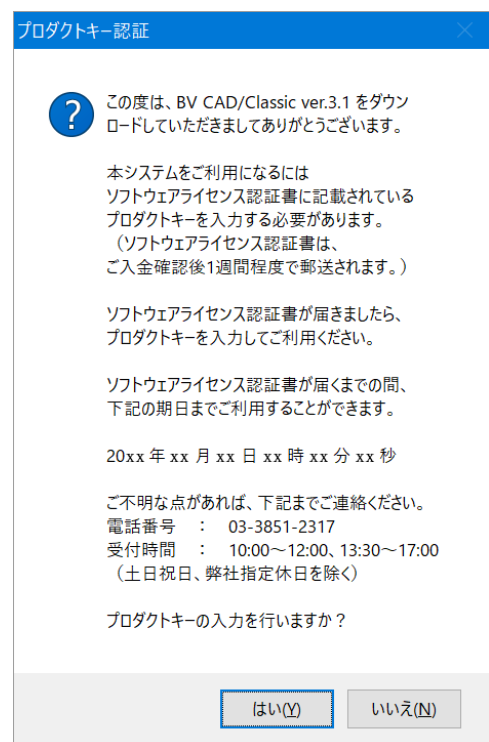 プロダクトキー認証
?
この度は、BV CAD/Classic ver.3.1 をダウン
ロードしていただきましてありがとうございます。
本システムをご利用になるには
ソフトウェアライセンス認証書に記載されている
プロダクトキーを入力する必要があります。
（ソフトウェアライセンス認証書は、
ご入金確認後1週間程度で郵送されます。）
ソフトウェアライセンス認証書が届きましたら、
プロダクトキーを入力してご利用ください。
ソフトウェアライセンス認証書が届くまでの間、
下記の期日までご利用することができます。
20xx 年 xx 月 xx 日 xx 時 xx 分 xx 秒
ご不明な点があれば、下記までご連絡ください。
電話番号 ： 03-3851-2317
受付時間 ： 10:00～12:00、13:30～17:00
（土日祝日、弊社指定休日を除く）
プロダクトキーの入力を行いますか？
はい(Y) いいえ(N)